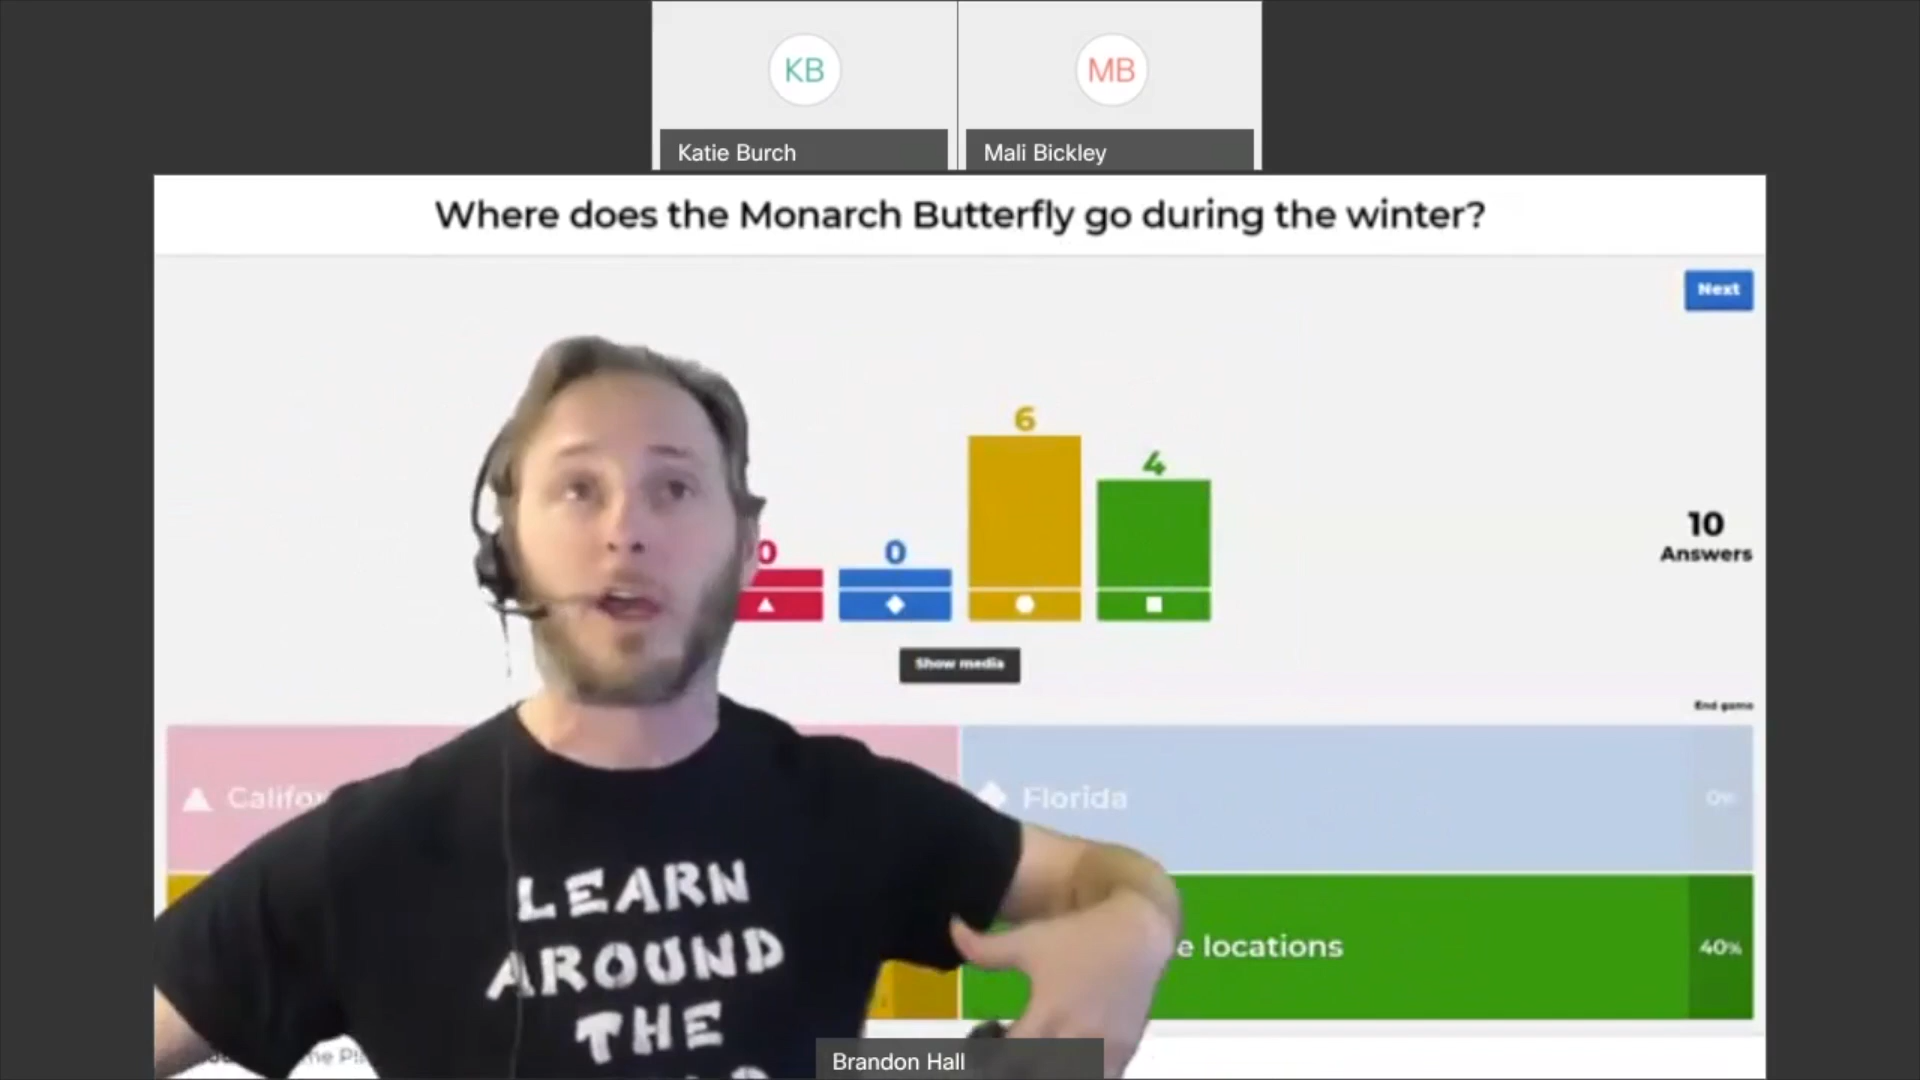 KB
MB
Katie Burch
Mali Bickley
Where does the Monarch Butterfly go during the winter?
Next
6
4
0
0
10
Answers
Show media
End game
Florida
0%
LEARN
AROUND
THE
locations
40%
Brandon Hall